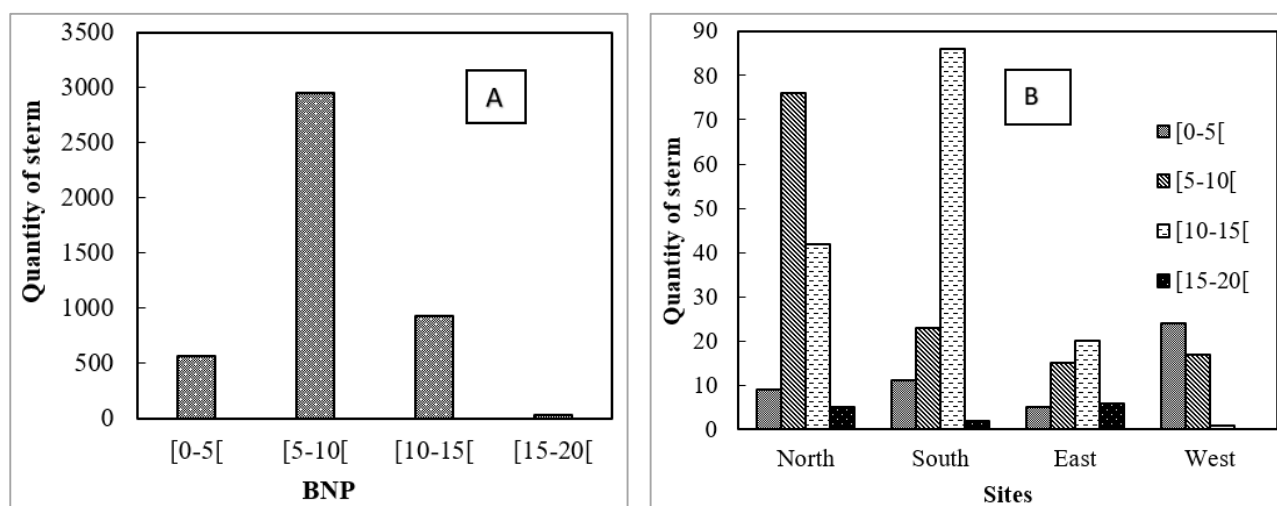 3500
3000
2500
2000
1500
1000
500
0
Quantity of sterm
A
[0-5[ [5-10[ [10-15[ [15-20[
BNP
90
80
70
60
50
40
30
20
10
0
Quantity of sterm
B
[0-5[
[5-10[
[10-15[
[15-20[
North South East West
Sites